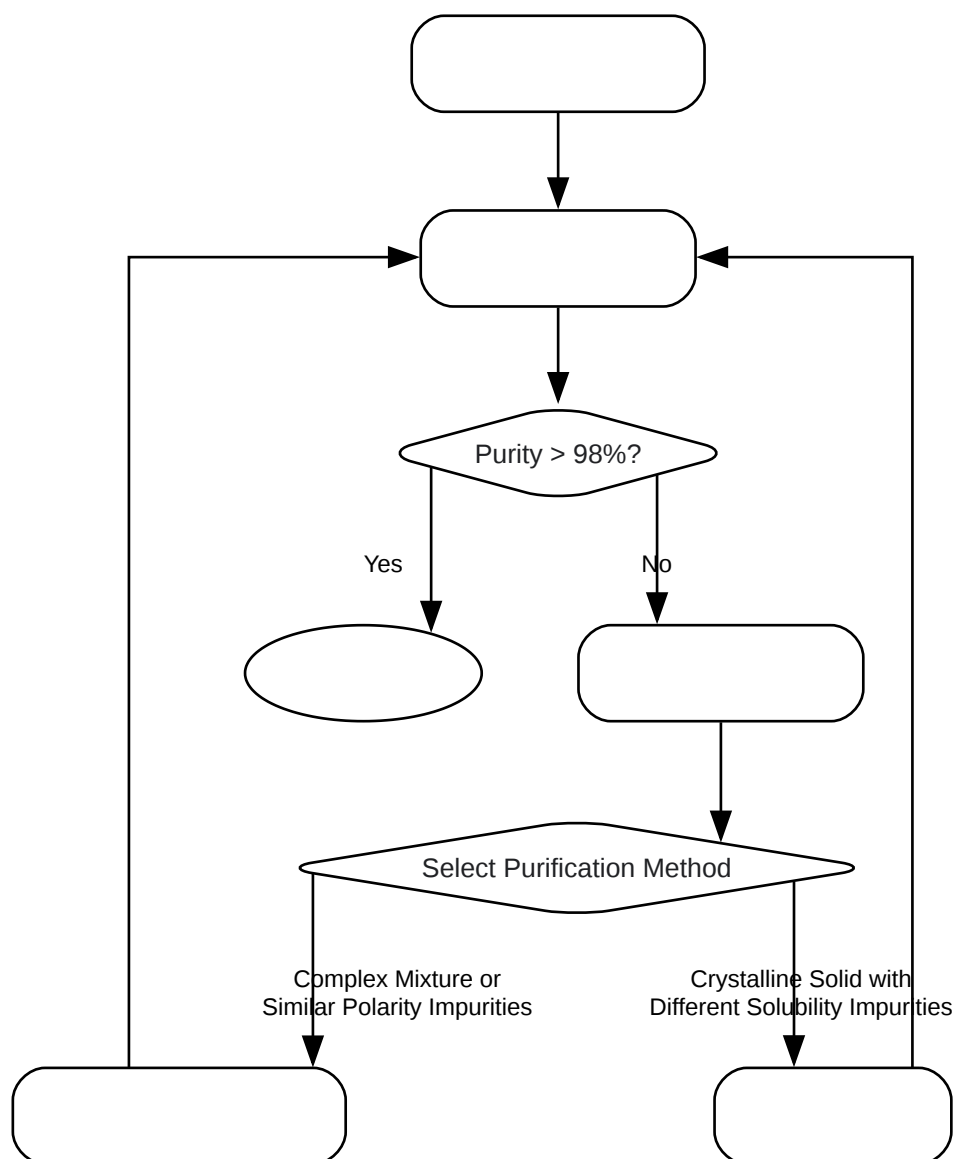 Purity > 98%?
Yes
No
Select Purification Method
Complex Mixture or
Similar Polarity Impurities
Crystalline Solid with
Different Solubility Impurities